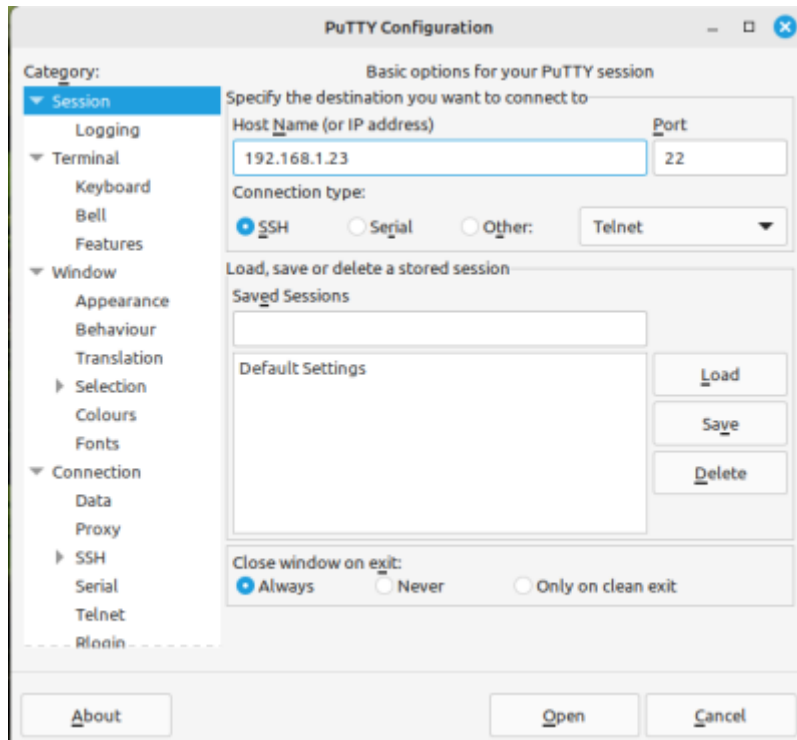 PuTTY Configuration
Category:
Session
Logging
Terminal
Keyboard
Bell
Features
Window
Appearance
Behaviour
Translation
Selection
Colours
Fonts
Connection
Data
Proxy
SSH
Serial
Telnet
Rlogin
Basic options for your PuTTY session
Specify the destination you want to connect to
Host Name (or IP address) Port
192.168.1.23 22
Connection type:
SSH Serial Other: Telnet
Load, save or delete a stored session
Saved Sessions
Default Settings
Load
Save
Delete
Close window on exit:
Always Never Only on clean exit
About Open Cancel